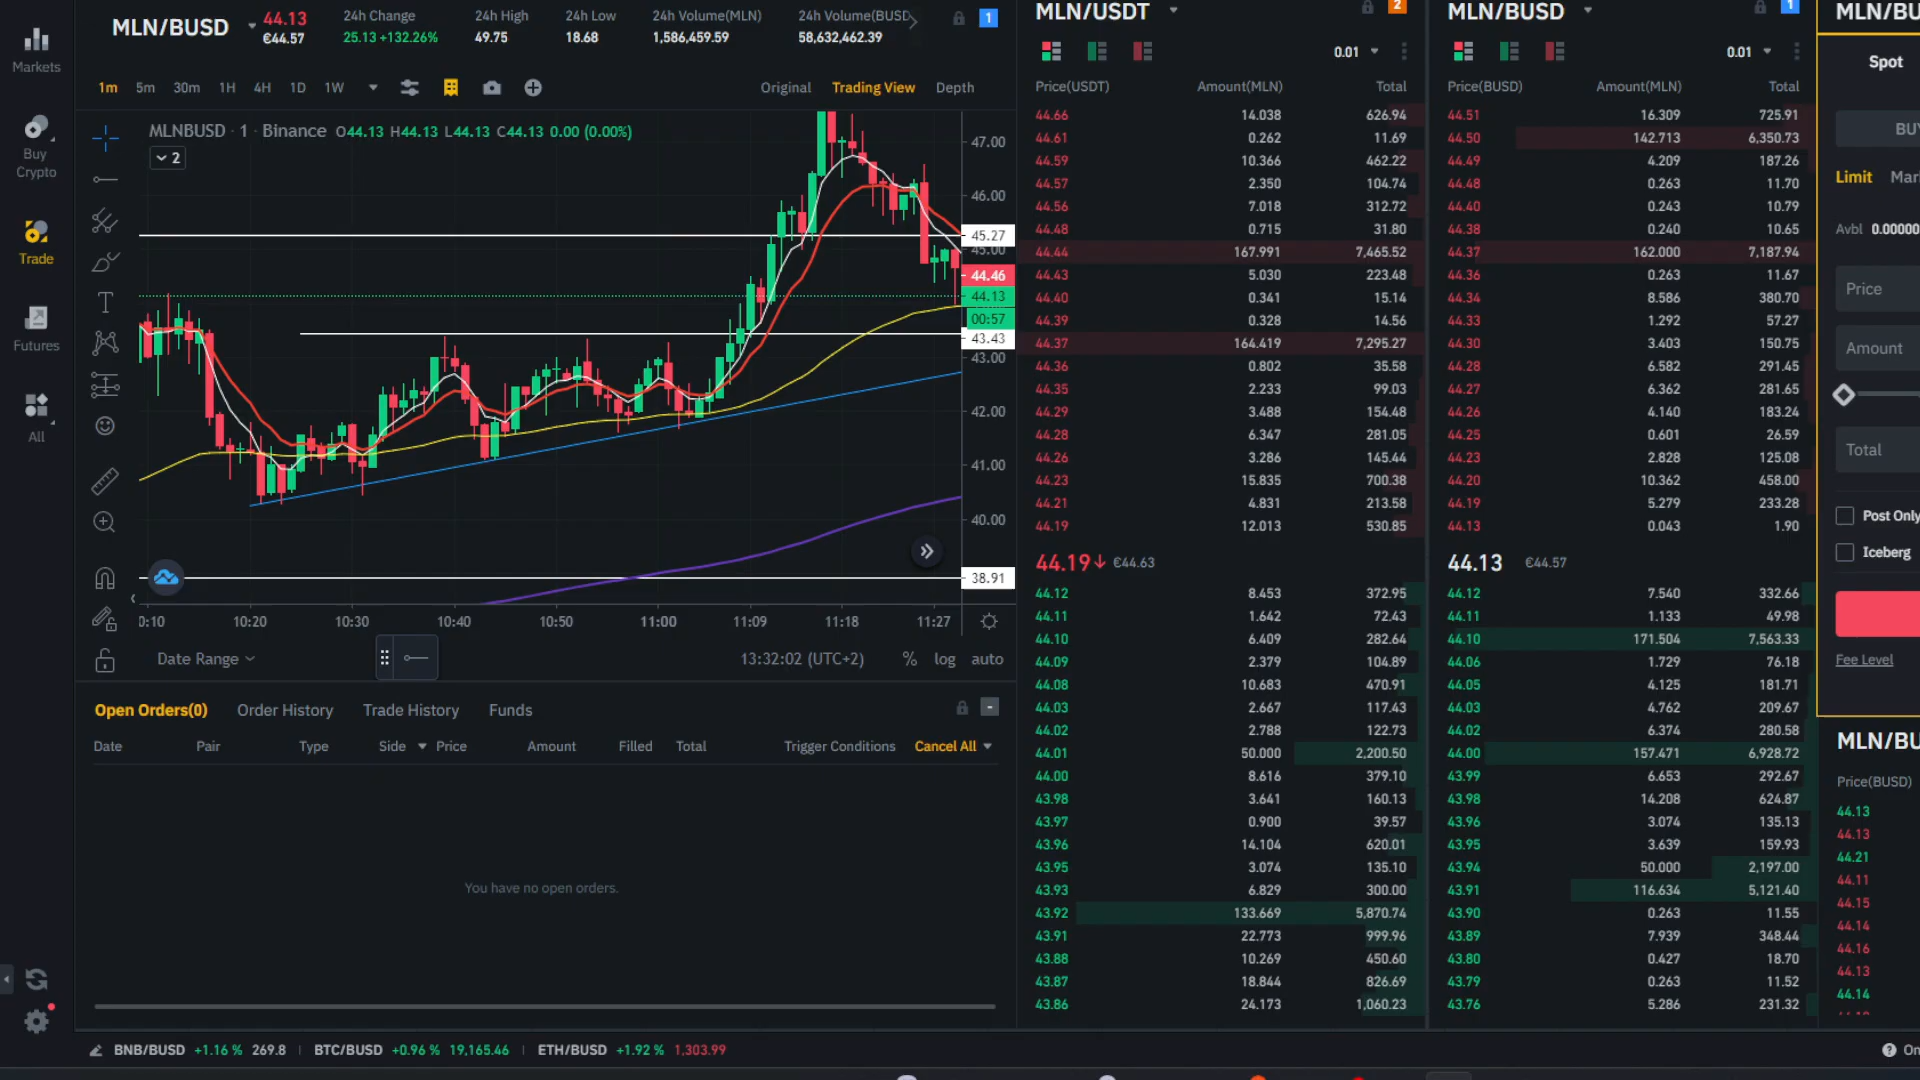 Markets
Buy
Crypto
Trade
Futures
All
MLN/BUSD
44.13
€44.57
24h Change
25.13 +132.26%
24h High
49.75
24h Low
18.68
24h Volume(MLN)
1,586,459.59
24h Volume(BUSD
58,632,462.39
1
1m 5m 30m 1H 4H 1D 1W
Original Trading View Depth
MLNBUSD · 1 · Binance O44.13 H44.13 L44.13 C44.13 0.00 (0.00%)
2
47.00
46.00
45.27
45.00
44.46
44.13
00:57
43.43
43.00
42.00
41.00
40.00
38.91
0:10 10:20 10:30 10:40 10:50 11:00 11:09 11:18 11:27
Date Range
13:32:02 (UTC+2) % log auto
Open Orders(0) Order History Trade History Funds
Date Pair Type Side Price Amount Filled Total Trigger Conditions Cancel All
You have no open orders.
MLN/USDT
2
0.01
Price(USDT) Amount(MLN) Total
44.66 14.038 626.94
44.61 0.262 11.69
44.59 10.366 462.22
44.57 2.350 104.74
44.56 7.018 312.72
44.48 0.715 31.80
44.44 167.991 7,465.52
44.43 5.030 223.48
44.40 0.341 15.14
44.39 0.328 14.56
44.37 164.419 7,295.27
44.36 0.802 35.58
44.35 2.233 99.03
44.29 3.488 154.48
44.28 6.347 281.05
44.26 3.286 145.44
44.23 15.835 700.38
44.21 4.831 213.58
44.19 12.013 530.85
44.19↓ €44.63
44.12 8.453 372.95
44.11 1.642 72.43
44.10 6.409 282.64
44.09 2.379 104.89
44.08 10.683 470.91
44.03 2.667 117.43
44.02 2.788 122.73
44.01 50.000 2,200.50
44.00 8.616 379.10
43.98 3.641 160.13
43.97 0.900 39.57
43.96 14.104 620.01
43.95 3.074 135.10
43.93 6.829 300.00
43.92 133.669 5,870.74
43.91 22.773 999.96
43.88 10.269 450.60
43.87 18.844 826.69
43.86 24.173 1,060.23
MLN/BUSD
1
0.01
Price(BUSD) Amount(MLN) Total
44.51 16.309 725.91
44.50 142.713 6,350.73
44.49 4.209 187.26
44.48 0.263 11.70
44.40 0.243 10.79
44.38 0.240 10.65
44.37 162.000 7,187.94
44.36 0.263 11.67
44.34 8.586 380.70
44.33 1.292 57.27
44.30 3.403 150.75
44.28 6.582 291.45
44.27 6.362 281.65
44.26 4.140 183.24
44.25 0.601 26.59
44.23 2.828 125.08
44.20 10.362 458.00
44.19 5.279 233.28
44.13 0.043 1.90
44.13 €44.57
44.12 7.540 332.66
44.11 1.133 49.98
44.10 171.504 7,563.33
44.06 1.729 76.18
44.05 4.125 181.71
44.03 4.762 209.67
44.02 6.374 280.58
44.00 157.471 6,928.72
43.99 6.653 292.67
43.98 14.208 624.87
43.96 3.074 135.13
43.95 3.639 159.93
43.94 50.000 2,197.00
43.91 116.634 5,121.40
43.90 0.263 11.55
43.89 7.939 348.44
43.80 0.427 18.70
43.79 0.263 11.52
43.76 5.286 231.32
MLN/BU
Spot
BUY
Limit Mar
Avbl 0.00000
Price
Amount
Total
Post Only
Iceberg
Fee Level
MLN/BU
Price(BUSD)
44.13
44.13
44.21
44.11
44.15
44.14
44.16
44.13
44.14
BNB/BUSD +1.16 % 269.8 BTC/BUSD +0.96 % 19,165.46 ETH/BUSD +1.92 % 1,303.99
On